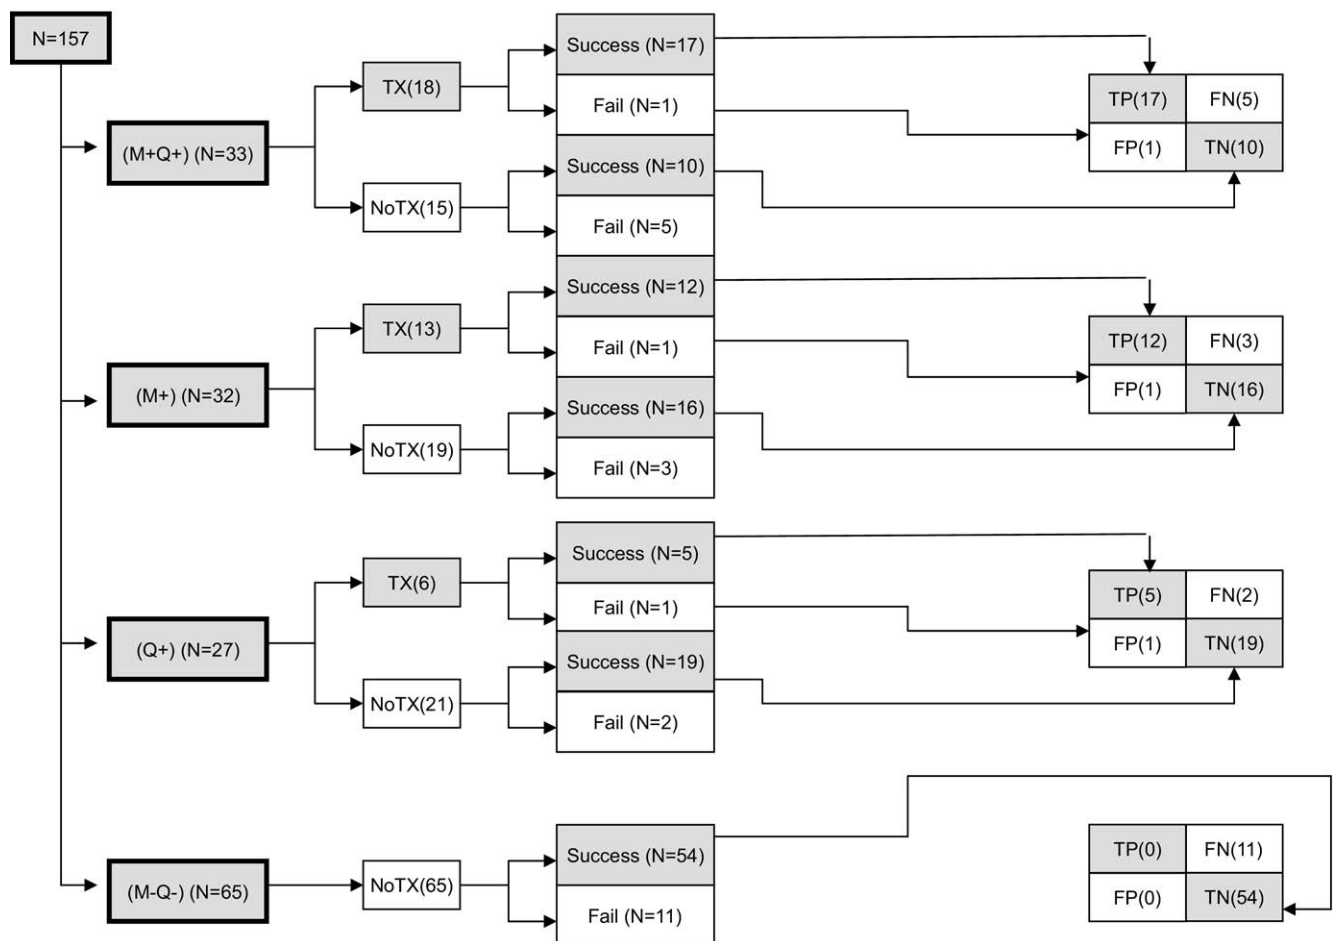 N=157
(M+Q+) (N=33)
TX(18)
NoTX(15)
Success (N=17)
Fail (N=1)
Success (N=10)
Fail (N=5)
TP(17) FN(5)
FP(1) TN(10)
(M+) (N=32)
TX(13)
NoTX(19)
Success (N=12)
Fail (N=1)
Success (N=16)
Fail (N=3)
TP(12) FN(3)
FP(1) TN(16)
(Q+) (N=27)
TX(6)
NoTX(21)
Success (N=5)
Fail (N=1)
Success (N=19)
Fail (N=2)
TP(5) FN(2)
FP(1) TN(19)
(M-Q-) (N=65)
NoTX(65)
Success (N=54)
Fail (N=11)
TP(0) FN(11)
FP(0) TN(54)